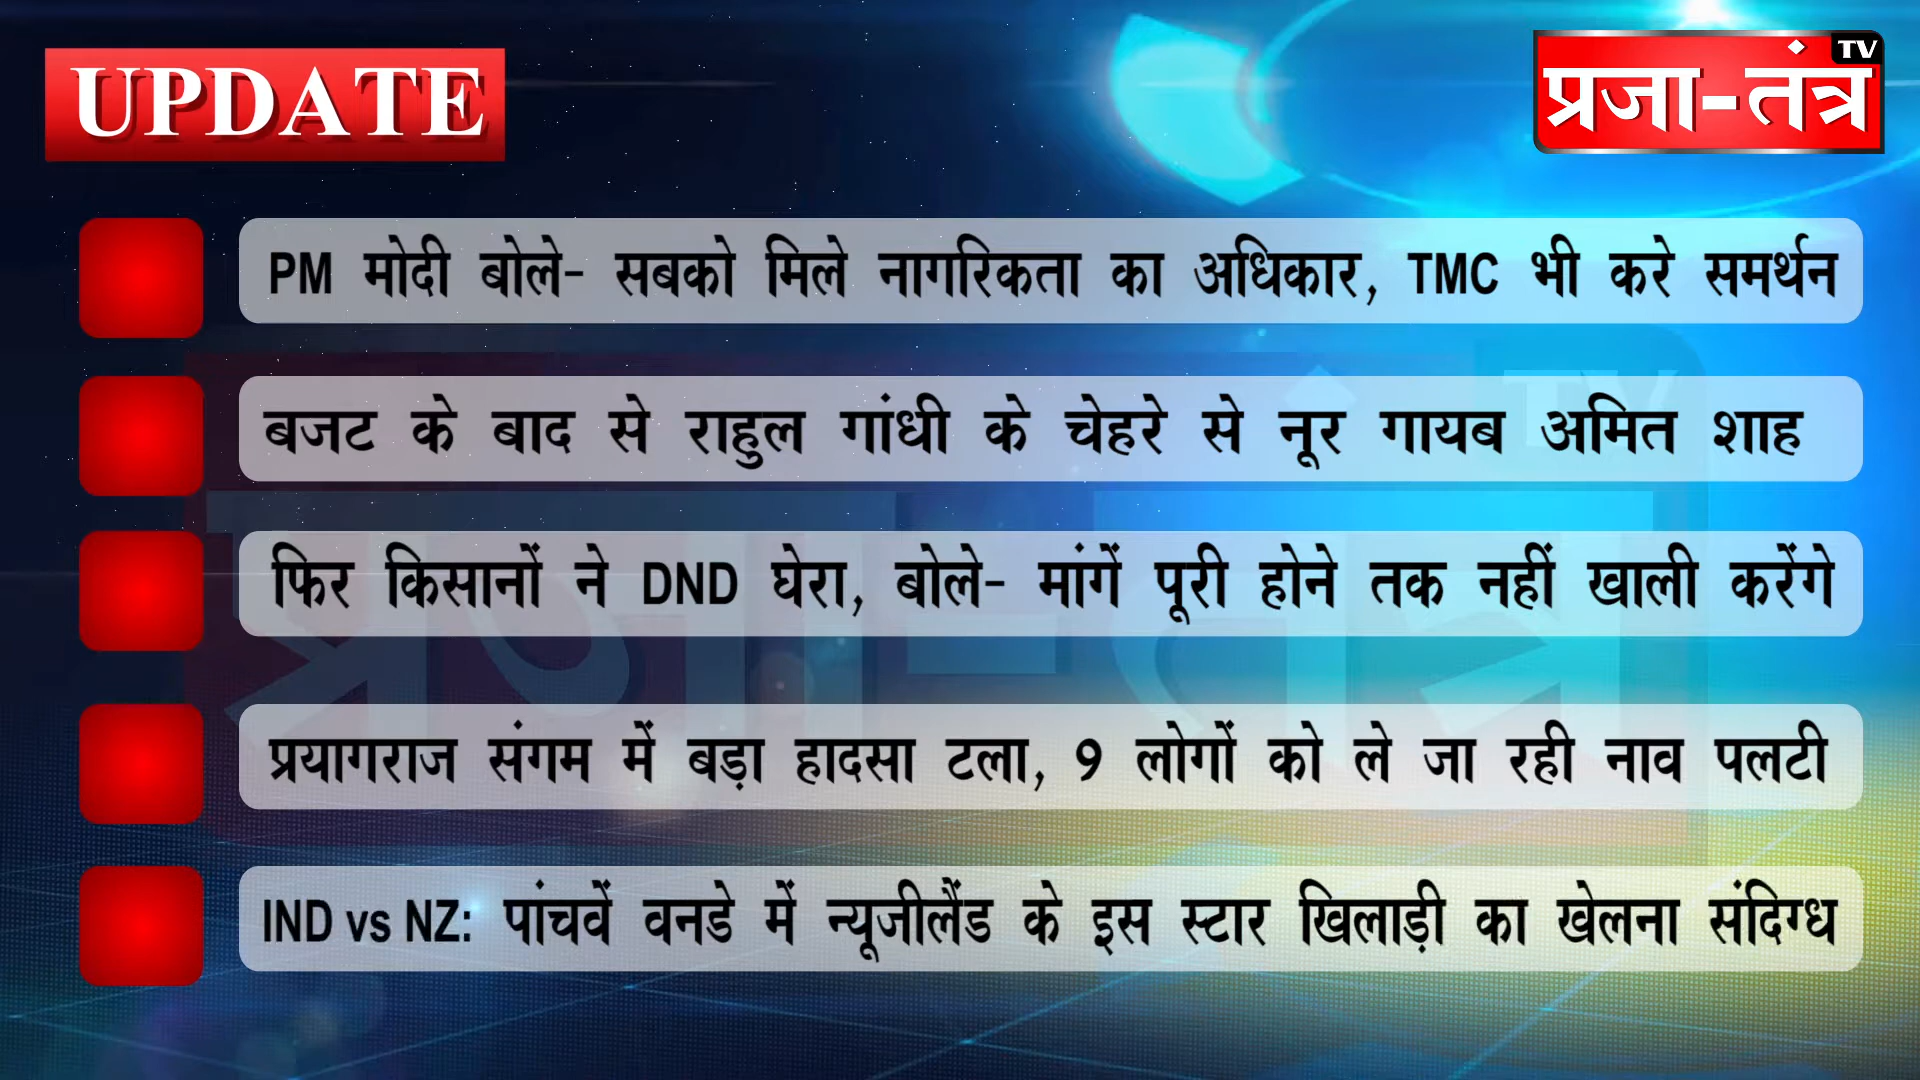 UPDATE
प्रजा-तंत्र TV
PM मोदी बोले- सबको मिले नागरिकता का अधिकार, TMC भी करे समर्थन
बजट के बाद से राहुल गांधी के चेहरे से नूर गायब अमित शाह
फिर किसानों ने DND घेरा, बोले- मांगें पूरी होने तक नहीं खाली करेंगे
प्रयागराज संगम में बड़ा हादसा टला, 9 लोगों को ले जा रही नाव पलटी
IND vs NZ: पांचवें वनडे में न्यूजीलैंड के इस स्टार खिलाड़ी का खेलना संदिग्ध